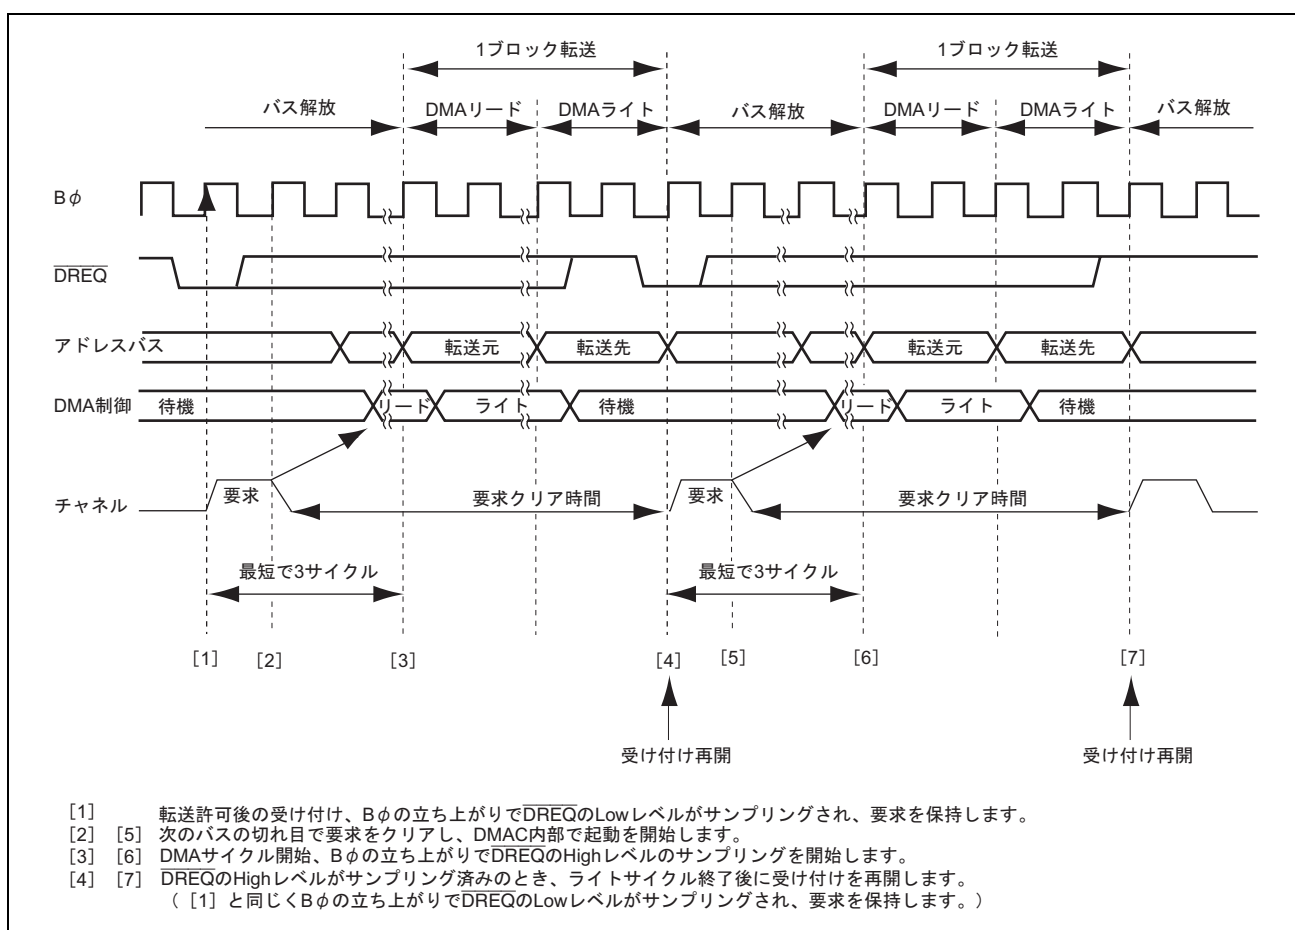 1ブロック転送 1ブロック転送
バス解放 DMAリード DMAライト バス解放 DMAリード DMAライト バス解放
Bφ
DREQ
アドレスバス 転送元 転送先 転送元 転送先
DMA制御 待機 リード ライト 待機 リード ライト 待機
チャネル 要求 要求クリア時間 要求 要求クリア時間
最短で3サイクル 最短で3サイクル
[1] [2] [3] [4] [5] [6] [7]
受け付け再開 受け付け再開
[1] 転送許可後の受け付け、Bφの立ち上がりでDREQのLowレベルがサンプリングされ、要求を保持します。
[2] [5] 次のバスの切れ目で要求をクリアし、DMAC内部で起動を開始します。
[3] [6] DMAサイクル開始、Bφの立ち上がりでDREQのHighレベルのサンプリングを開始します。
[4] [7] DREQのHighレベルがサンプリング済みのとき、ライトサイクル終了後に受け付けを再開します。
([1]と同じくBφの立ち上がりでDREQのLowレベルがサンプリングされ、要求を保持します。)